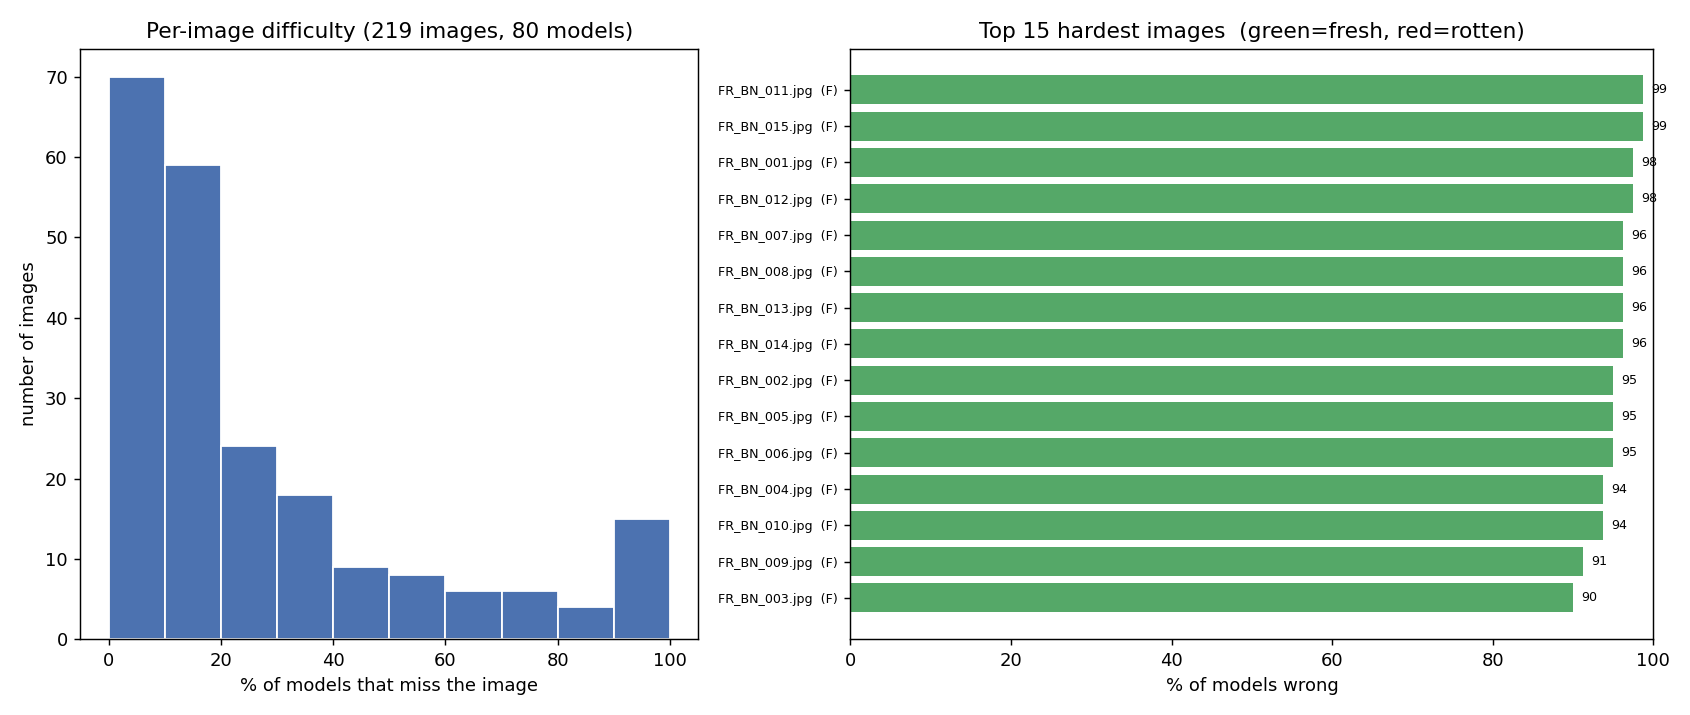 Per-image difficulty (219 images, 80 models)
70
60
50
40
30
20
10
0
number of images
0 20 40 60 80 100
% of models that miss the image
Top 15 hardest images (green=fresh, red=rotten)
FR_BN_011.jpg (F) 99
FR_BN_015.jpg (F) 99
FR_BN_001.jpg (F) 98
FR_BN_012.jpg (F) 98
FR_BN_007.jpg (F) 96
FR_BN_008.jpg (F) 96
FR_BN_013.jpg (F) 96
FR_BN_014.jpg (F) 96
FR_BN_002.jpg (F) 95
FR_BN_005.jpg (F) 95
FR_BN_006.jpg (F) 95
FR_BN_004.jpg (F) 94
FR_BN_010.jpg (F) 94
FR_BN_009.jpg (F) 91
FR_BN_003.jpg (F) 90
0 20 40 60 80 100
% of models wrong